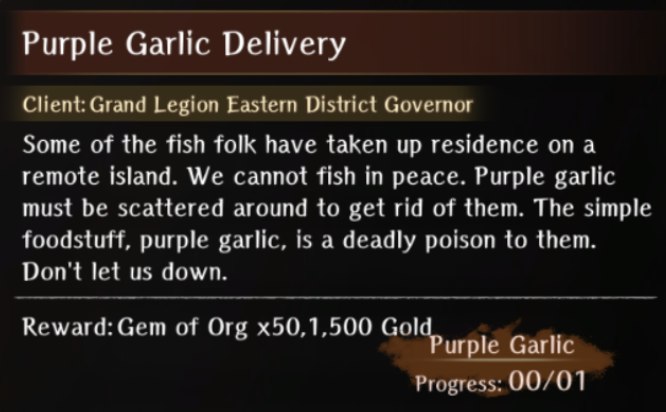 Purple Garlic Delivery
Client:Grand Legion Eastern District Governor
Some of the fish folk have taken up residence on a
remote island. We cannot fish in peace. Purple garlic
must be scattered around to get rid of them. The simple
foodstuff, purple garlic, is a deadly poison to them.
Don't let us down.
Reward:Gem of Org x50,1,500 Gold
Purple Garlic
Progress: 00/01